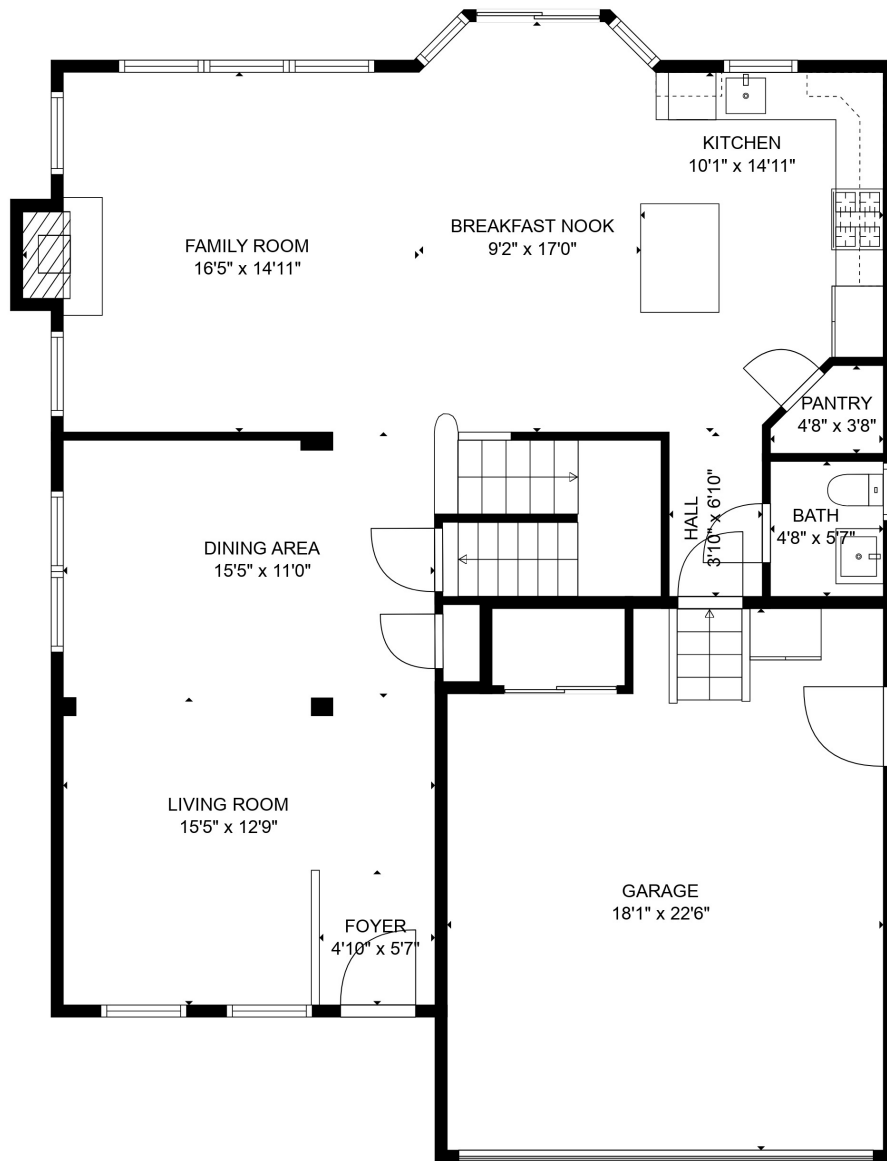 KITCHEN
10'1" x 14'11"
BREAKFAST NOOK
9'2" x 17'0"
FAMILY ROOM
16'5" x 14'11"
PANTRY
4'8" x 3'8"
HALL
3'10" x 6'10"
BATH
4'8" x 5'7"
DINING AREA
15'5" x 11'0"
LIVING ROOM
15'5" x 12'9"
GARAGE
18'1" x 22'6"
FOYER
4'10" x 5'7"